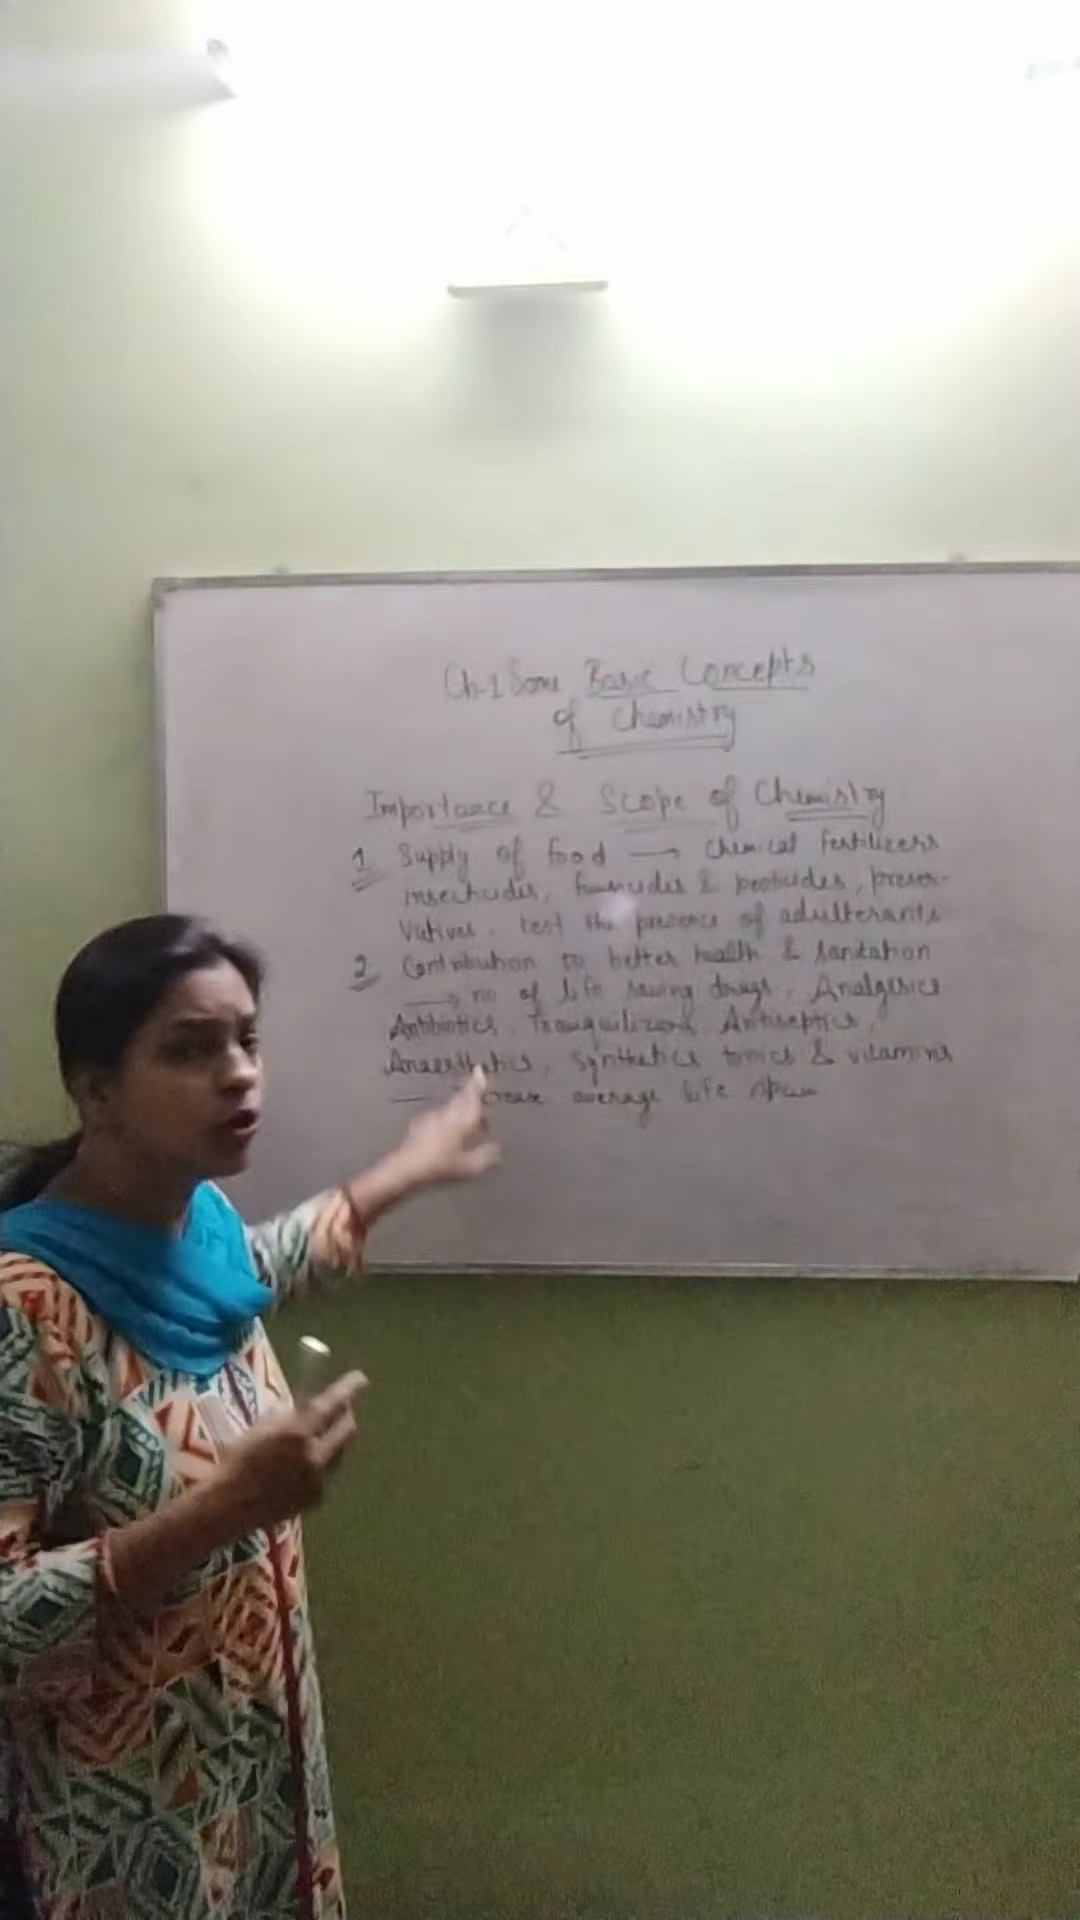 Ch-1 Some Basic Concepts
of Chemistry
Importance & Scope of Chemistry
1 Supply of food → Chemical fertilizers
insecticides, fungicides & pesticides, preser-
vatives, test the presence of adulterants
2 Contribution to better health & sanitation
→ no of life saving drugs, Analgesics
Antibiotics, Tranquilizers, Antiseptics,
Anaesthetics, Synthetics tonics & vitamins
— increase average life span